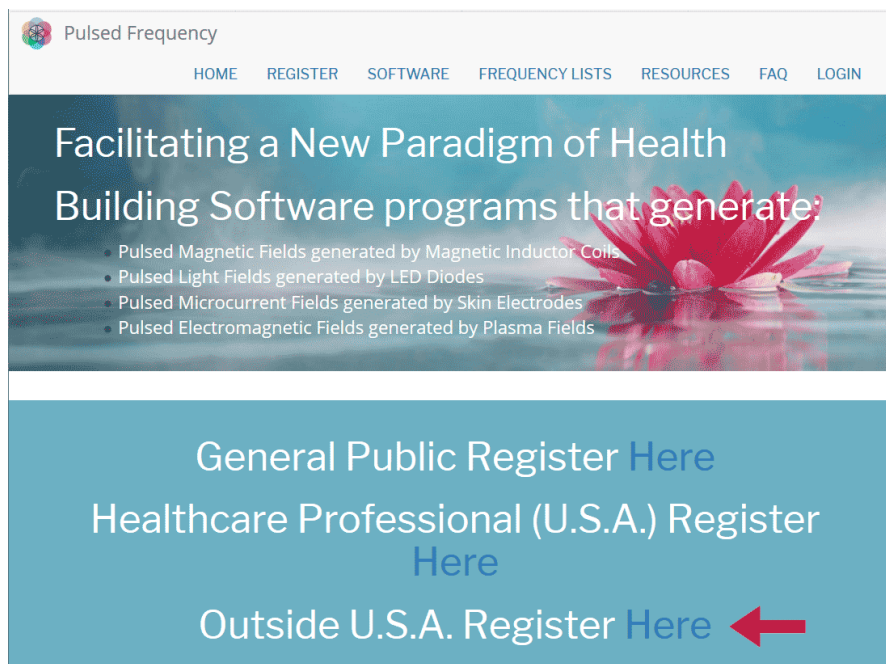 Pulsed Frequency
HOME REGISTER SOFTWARE FREQUENCY LISTS RESOURCES FAQ LOGIN
Facilitating a New Paradigm of Health
Building Software programs that generate:
Pulsed Magnetic Fields generated by Magnetic Inductor Coils
Pulsed Light Fields generated by LED Diodes
Pulsed Microcurrent Fields generated by Skin Electrodes
Pulsed Electromagnetic Fields generated by Plasma Fields
General Public Register Here
Healthcare Professional (U.S.A.) Register
Here
Outside U.S.A. Register Here